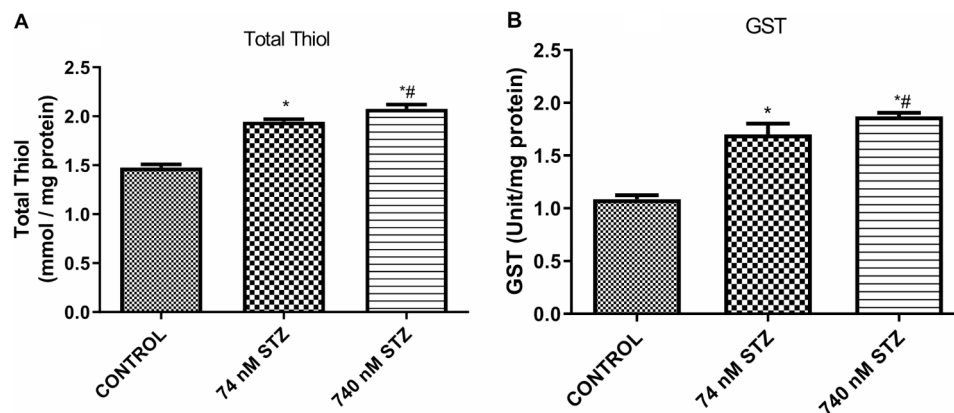 A
Total Thiol
Total Thiol
(mmol / mg protein)
2.5
2.0
1.5
1.0
0.5
0.0
*
*#
CONTROL
74 nM STZ
740 nM STZ
B
GST
GST (Unit/mg protein)
2.5
2.0
1.5
1.0
0.5
0.0
*
*#
CONTROL
74 nM STZ
740 nM STZ